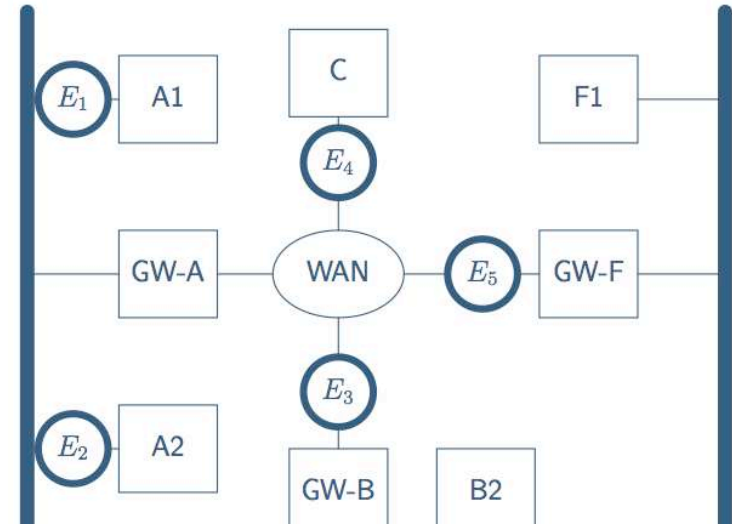 C
E₁ A1 F1
E₄
GW-A WAN E₅ GW-F
E₃
E₂ A2
GW-B B2